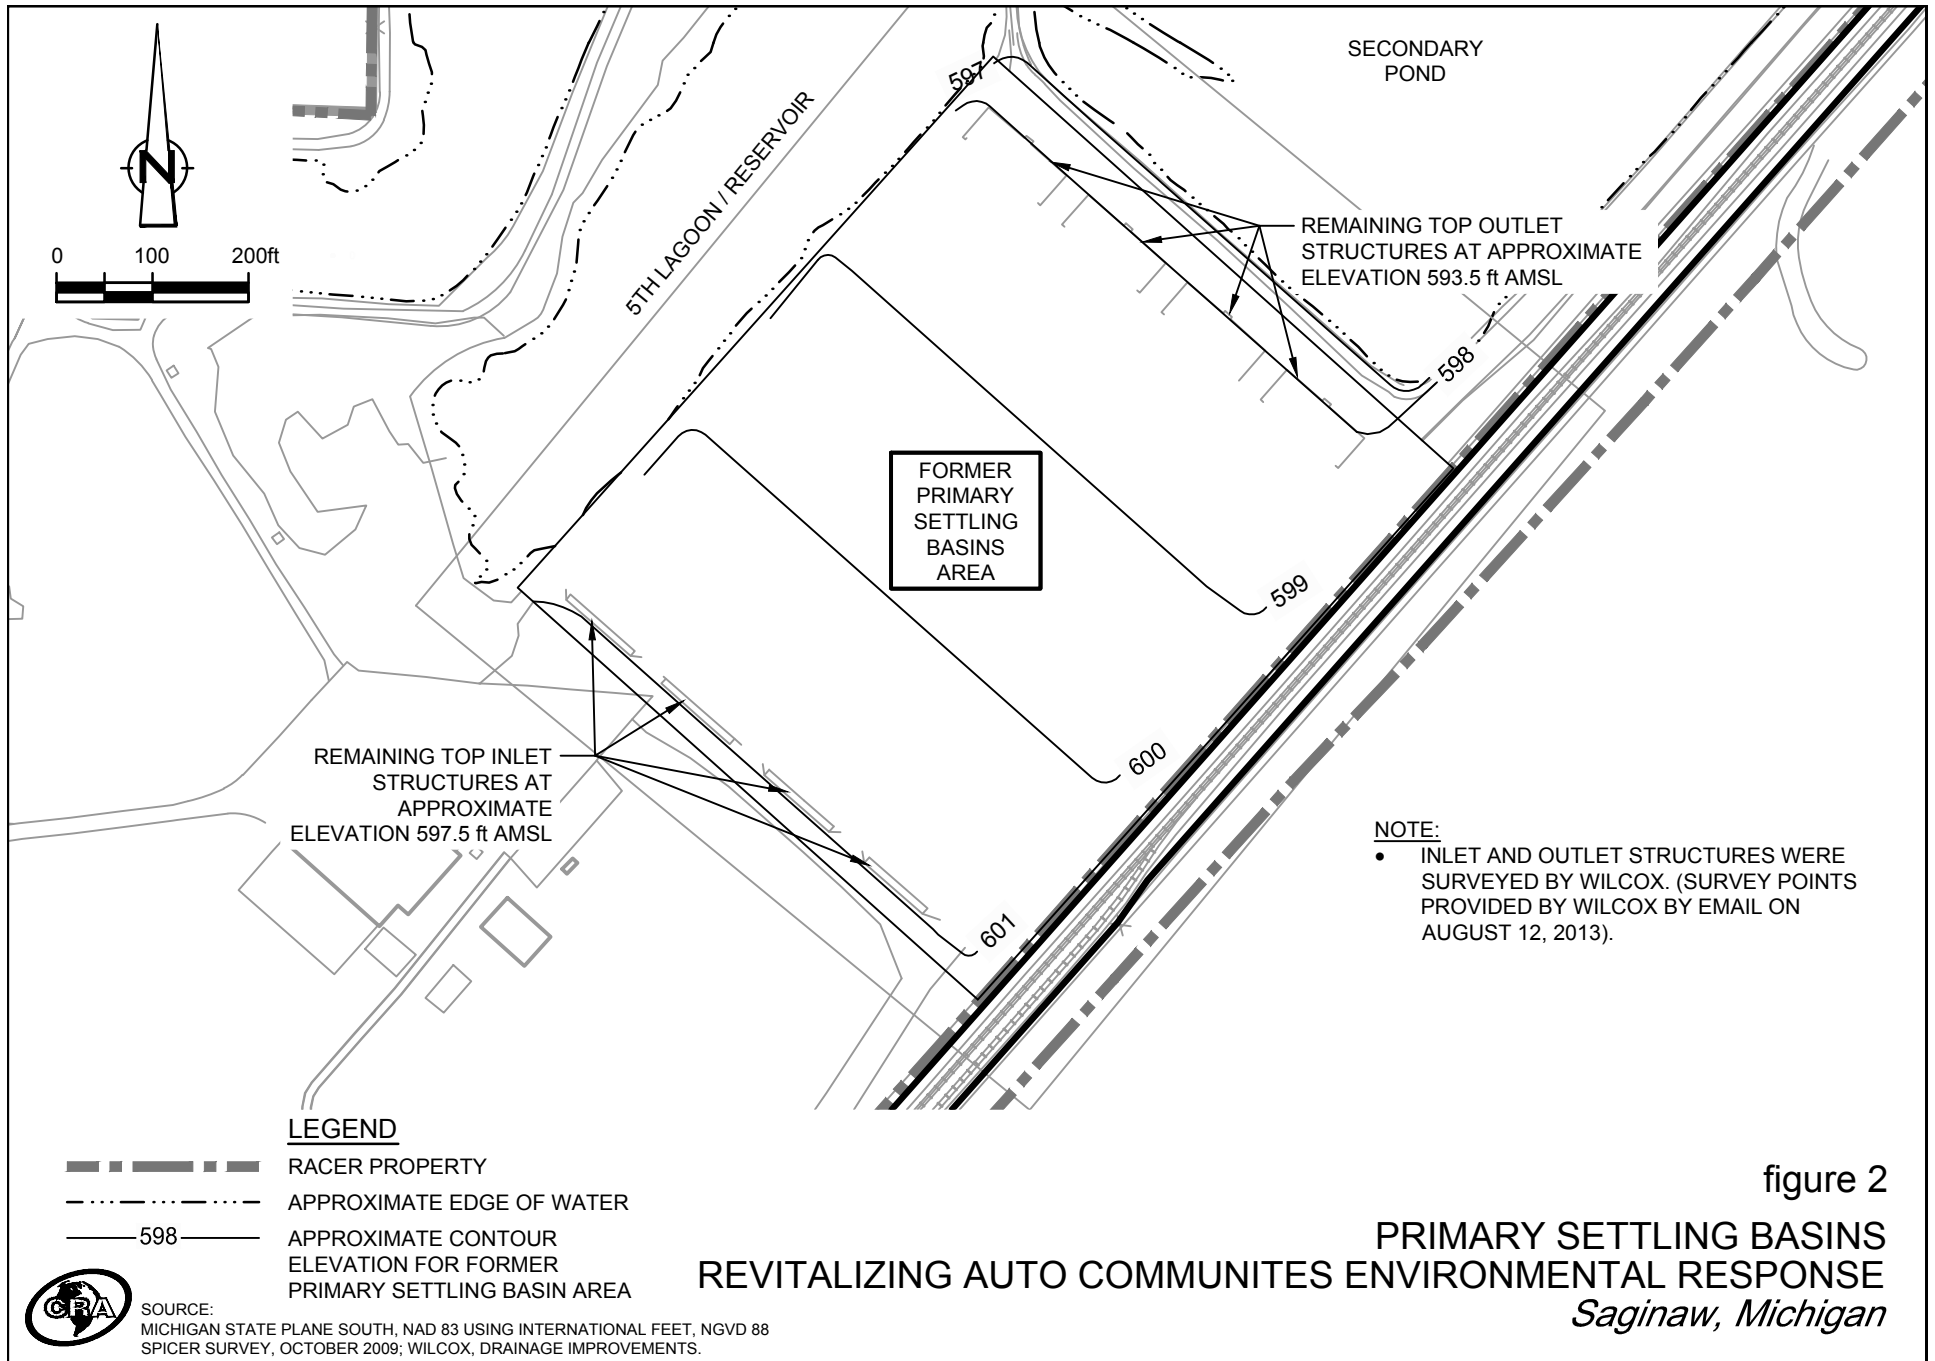 N
0 100 200ft
597
5TH LAGOON / RESERVOIR
SECONDARY
POND
REMAINING TOP OUTLET
STRUCTURES AT APPROXIMATE
ELEVATION 593.5 ft AMSL
598
FORMER
PRIMARY
SETTLING
BASINS
AREA
599
600
REMAINING TOP INLET
STRUCTURES AT
APPROXIMATE
ELEVATION 597.5 ft AMSL
601
NOTE:
• INLET AND OUTLET STRUCTURES WERE
SURVEYED BY WILCOX. (SURVEY POINTS
PROVIDED BY WILCOX BY EMAIL ON
AUGUST 12, 2013).
LEGEND
RACER PROPERTY
APPROXIMATE EDGE OF WATER
598 APPROXIMATE CONTOUR
ELEVATION FOR FORMER
PRIMARY SETTLING BASIN AREA
CRA
SOURCE:
MICHIGAN STATE PLANE SOUTH, NAD 83 USING INTERNATIONAL FEET, NGVD 88
SPICER SURVEY, OCTOBER 2009; WILCOX, DRAINAGE IMPROVEMENTS.
figure 2
PRIMARY SETTLING BASINS
REVITALIZING AUTO COMMUNITES ENVIRONMENTAL RESPONSE
Saginaw, Michigan